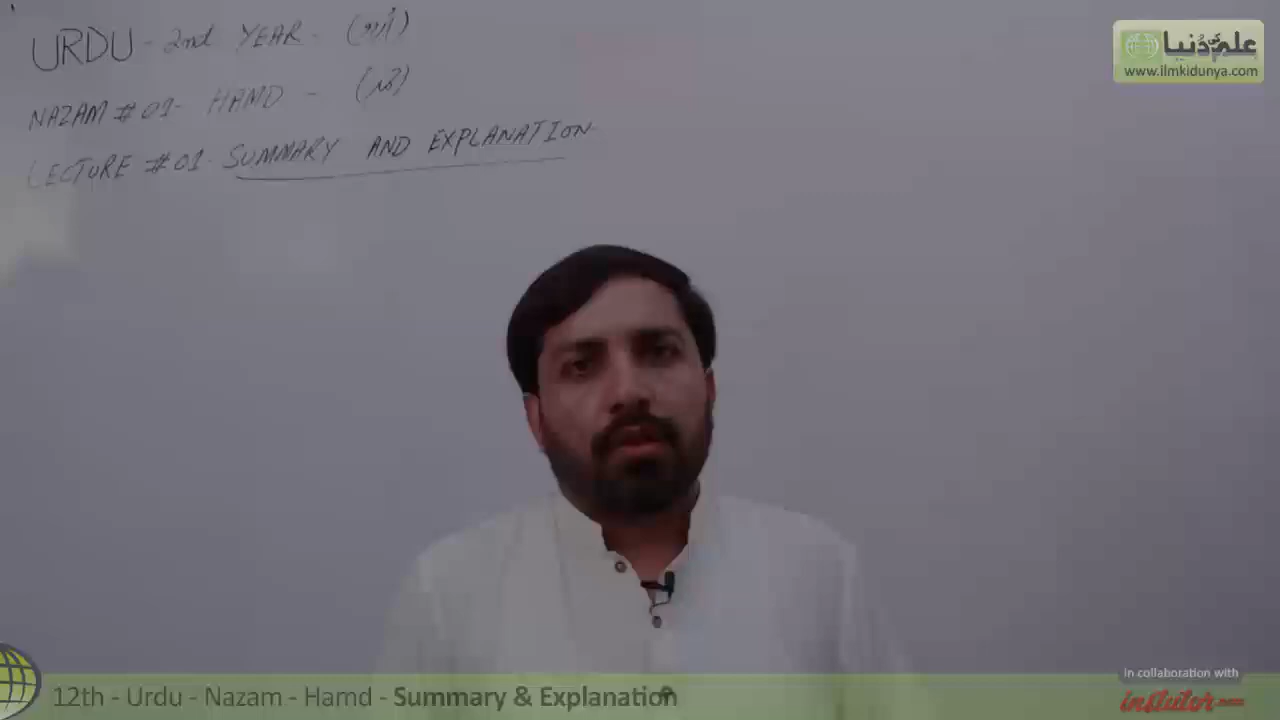 URDU - 2nd YEAR - (اردو)
NAZAM # 01 - HAMD - (حمد)
LECTURE # 01 - SUMMARY AND EXPLANATION
علم کی دُنیا
www.ilmkidunya.com
In collaboration with
12th - Urdu - Nazam - Hamd - Summary & Explanation